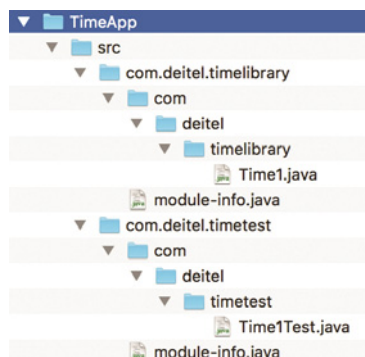 TimeApp
src
com.deitel.timelibrary
com
deitel
timelibrary
Time1.java
module-info.java
com.deitel.timetest
com
deitel
timetest
Time1Test.java
module-info.java